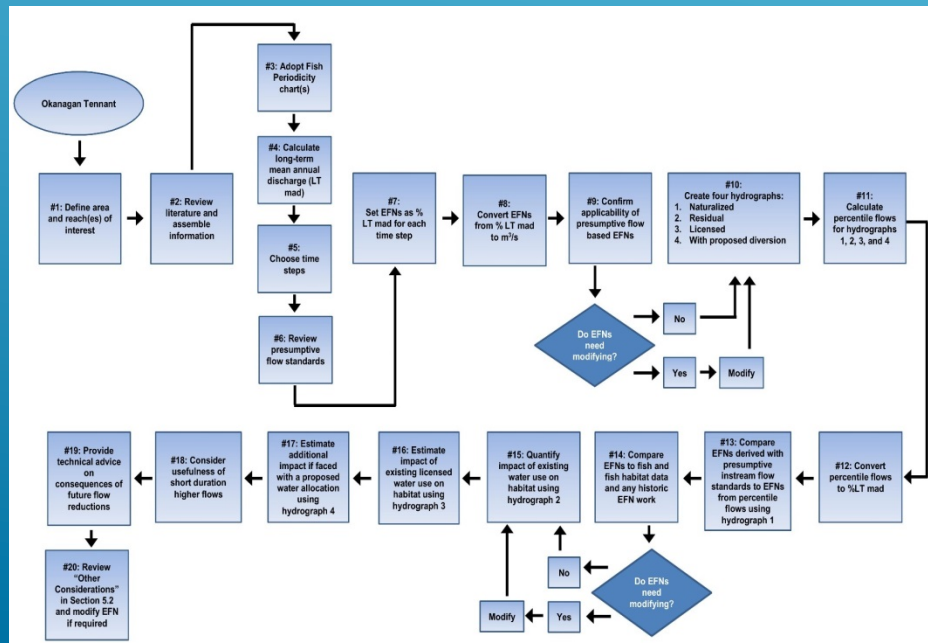 Okanagan Tennant
#1: Define area
and reach(es) of
interest
#2: Review
literature and
assemble
information
#3: Adopt Fish
Periodicity
chart(s)
#4: Calculate
long-term
mean annual
discharge (LT
mad)
#5:
Choose time
steps
#6: Review
presumptive
flow standards
#7:
Set EFNs as %
LT mad for each
time step
#8:
Convert EFNs
from % LT mad
to m³/s
#9: Confirm
applicability of
presumptive flow
based EFNs
Do EFNs
need
modifying?
No
Yes
Modify
#10:
Create four hydrographs:
1. Naturalized
2. Residual
3. Licensed
4. With proposed diversion
#11:
Calculate
percentile flows
for hydrographs
1, 2, 3, and 4
#12: Convert
percentile flows
to %LT mad
#13: Compare
EFNs derived with
presumptive
instream flow
standards to EFNs
from percentile
flows using
hydrograph 1
#14: Compare
EFNs to fish and
fish habitat data
and any historic
EFN work
Do EFNs
need
modifying?
No
Yes
Modify
#15: Quantify
impact of existing
water use on
habitat using
hydrograph 2
#16: Estimate
impact of
existing licensed
water use on
habitat using
hydrograph 3
#17: Estimate
additional
impact if faced
with a proposed
water allocation
using
hydrograph 4
#18: Consider
usefulness of
short duration
higher flows
#19: Provide
technical advice
on
consequences of
future flow
reductions
#20: Review
“Other
Considerations”
in Section 5.2
and modify EFN
if required